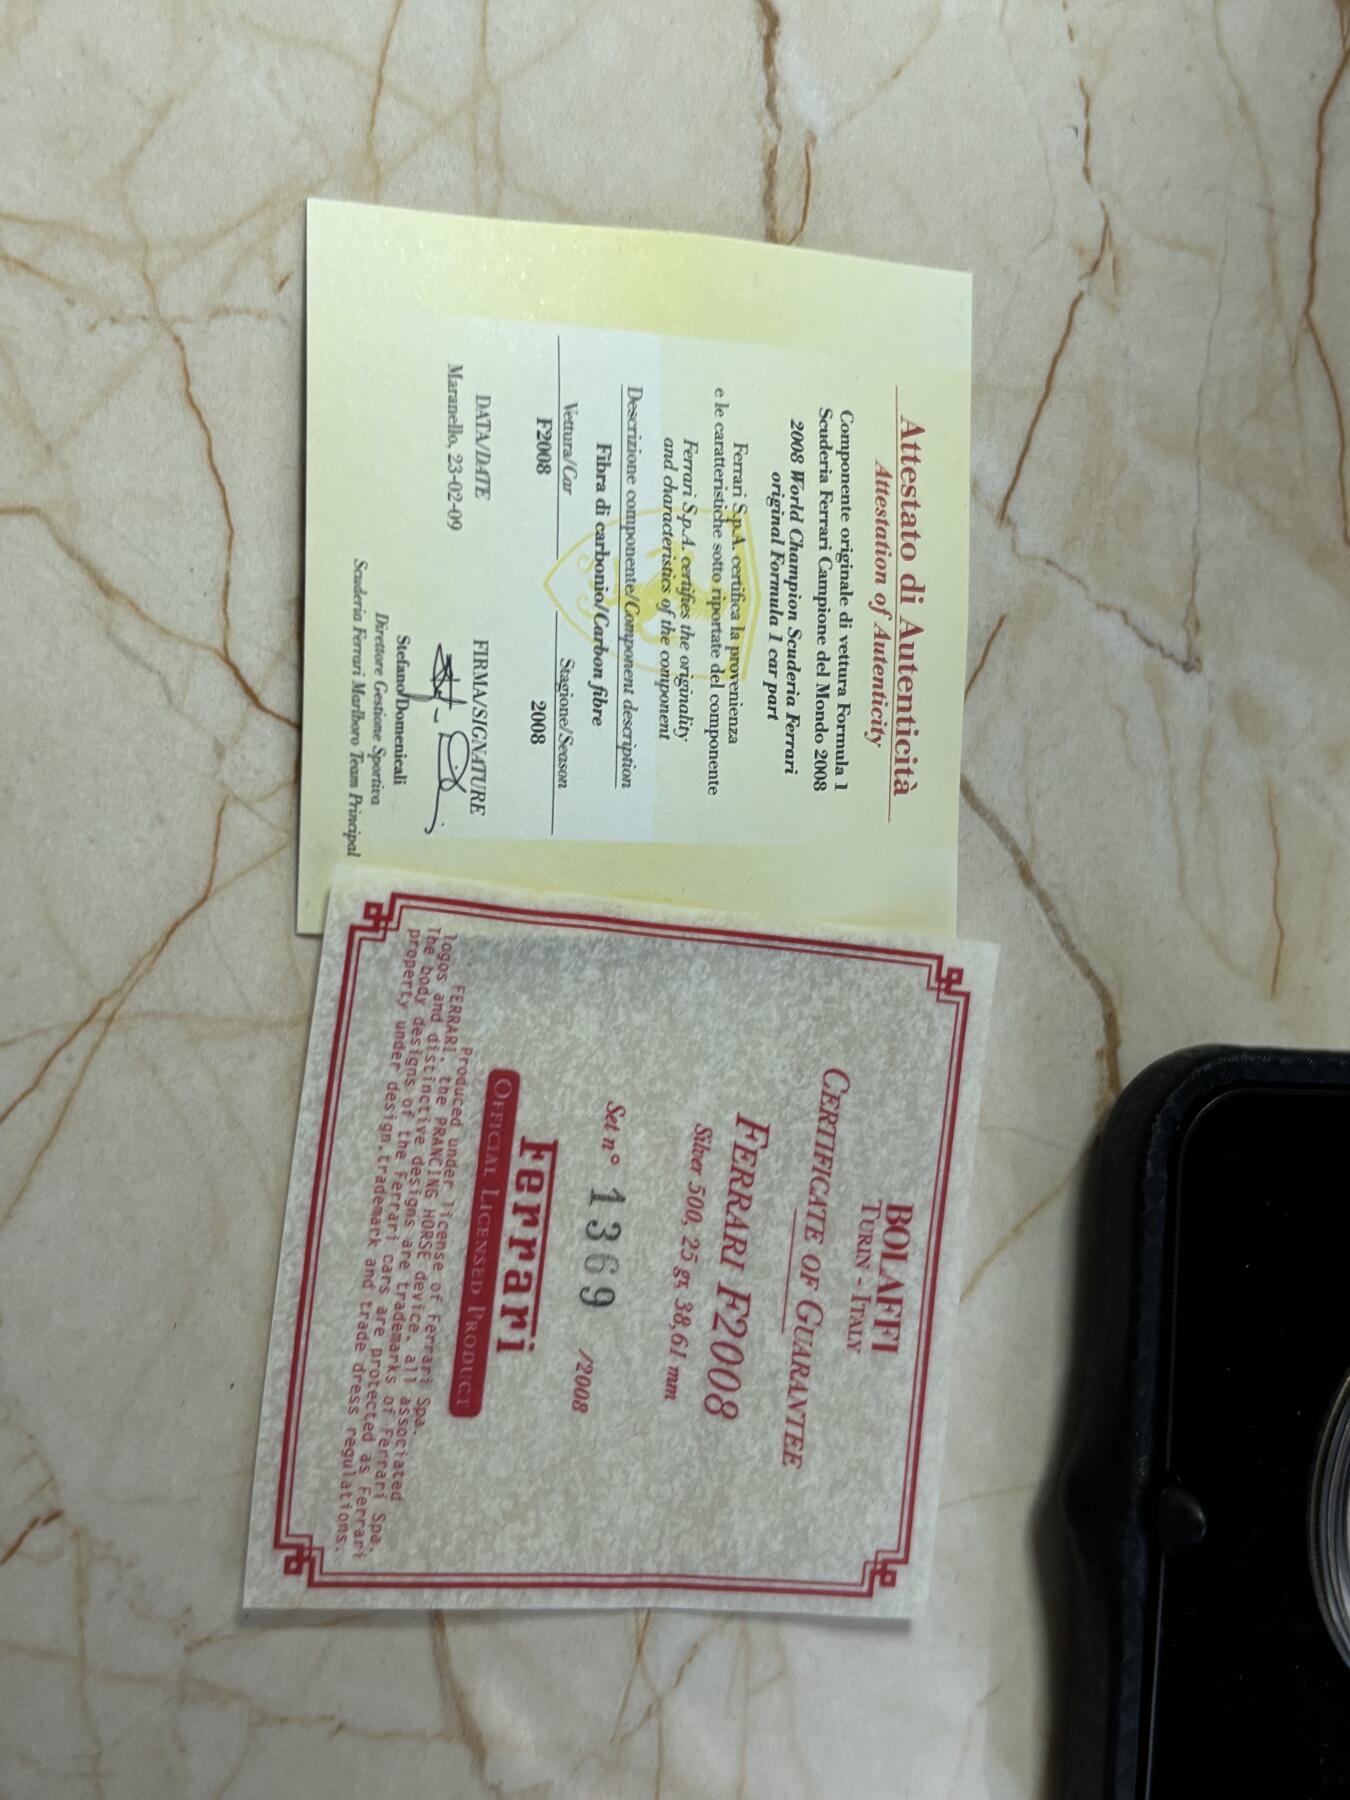 Attestato di Autenticità
Attestation of Autenticity
Componente originale di vettura Formula 1
Scuderia Ferrari Campione del Mondo 2008
2008 World Champion Scuderia Ferrari
original Formula 1 car part
Ferrari S.p.A. certifica la provenienza
e le caratteristiche sotto riportate del componente
Ferrari S.p.A. certifies the originality
and characteristics of the component
Descrizione componente/Component description
Fibra di carbonio/Carbon fibre
Vettura/Car Stagione/Season
F2008 2008
DATA/DATE FIRMA/SIGNATURE
Maranello, 23-02-09
Stefano Domenicali
Direttore Gestione Sportiva
Scuderia Ferrari Marlboro Team Principal
BOLAFFI
TURIN - ITALY
CERTIFICATE OF GUARANTEE
FERRARI F2008
Silver 500, 25 gr, 38,61 mm
Set n° 1369 /2008
Ferrari
OFFICIAL LICENSED PRODUCT
Produced under license of Ferrari Spa.
logos FERRARI, the PRANCING HORSE device, all associated
The body designs of the Ferrari cars are protected as Ferrari
and distinctive designs are trademarks of Ferrari Spa.
property under design, trademark and trade dress regulations.